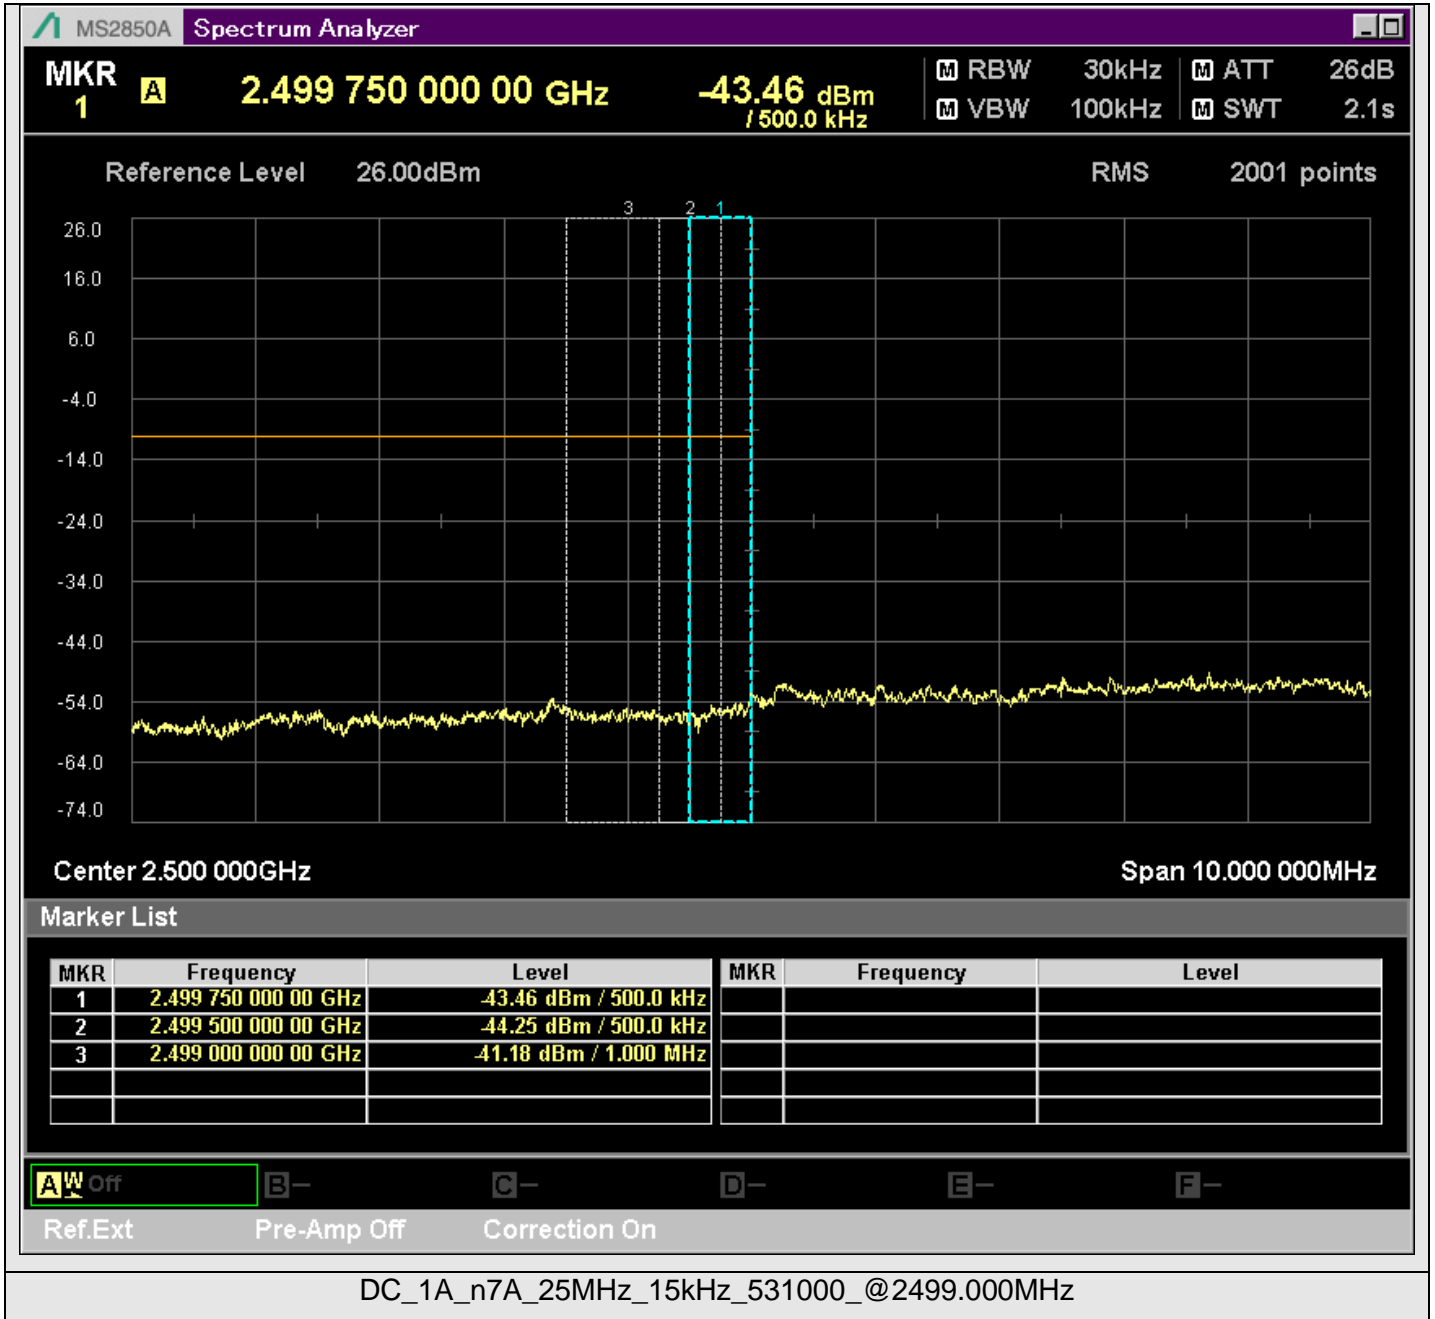 MS2850A Spectrum Analyzer
MKR 1 A 2.499 750 000 00 GHz -43.46 dBm / 500.0 kHz
M RBW 30kHz M ATT 26dB
M VBW 100kHz M SWT 2.1s
Reference Level 26.00dBm RMS 2001 points
3 2 1
26.0
16.0
6.0
-4.0
-14.0
-24.0
-34.0
-44.0
-54.0
-64.0
-74.0
Center 2.500 000GHz Span 10.000 000MHz
Marker List
MKR Frequency Level MKR Frequency Level
1 2.499 750 000 00 GHz -43.46 dBm / 500.0 kHz
2 2.499 500 000 00 GHz -44.25 dBm / 500.0 kHz
3 2.499 000 000 00 GHz -41.18 dBm / 1.000 MHz
A W Off B- C- D- E- F-
Ref.Ext Pre-Amp Off Correction On
DC_1A_n7A_25MHz_15kHz_531000_@2499.000MHz